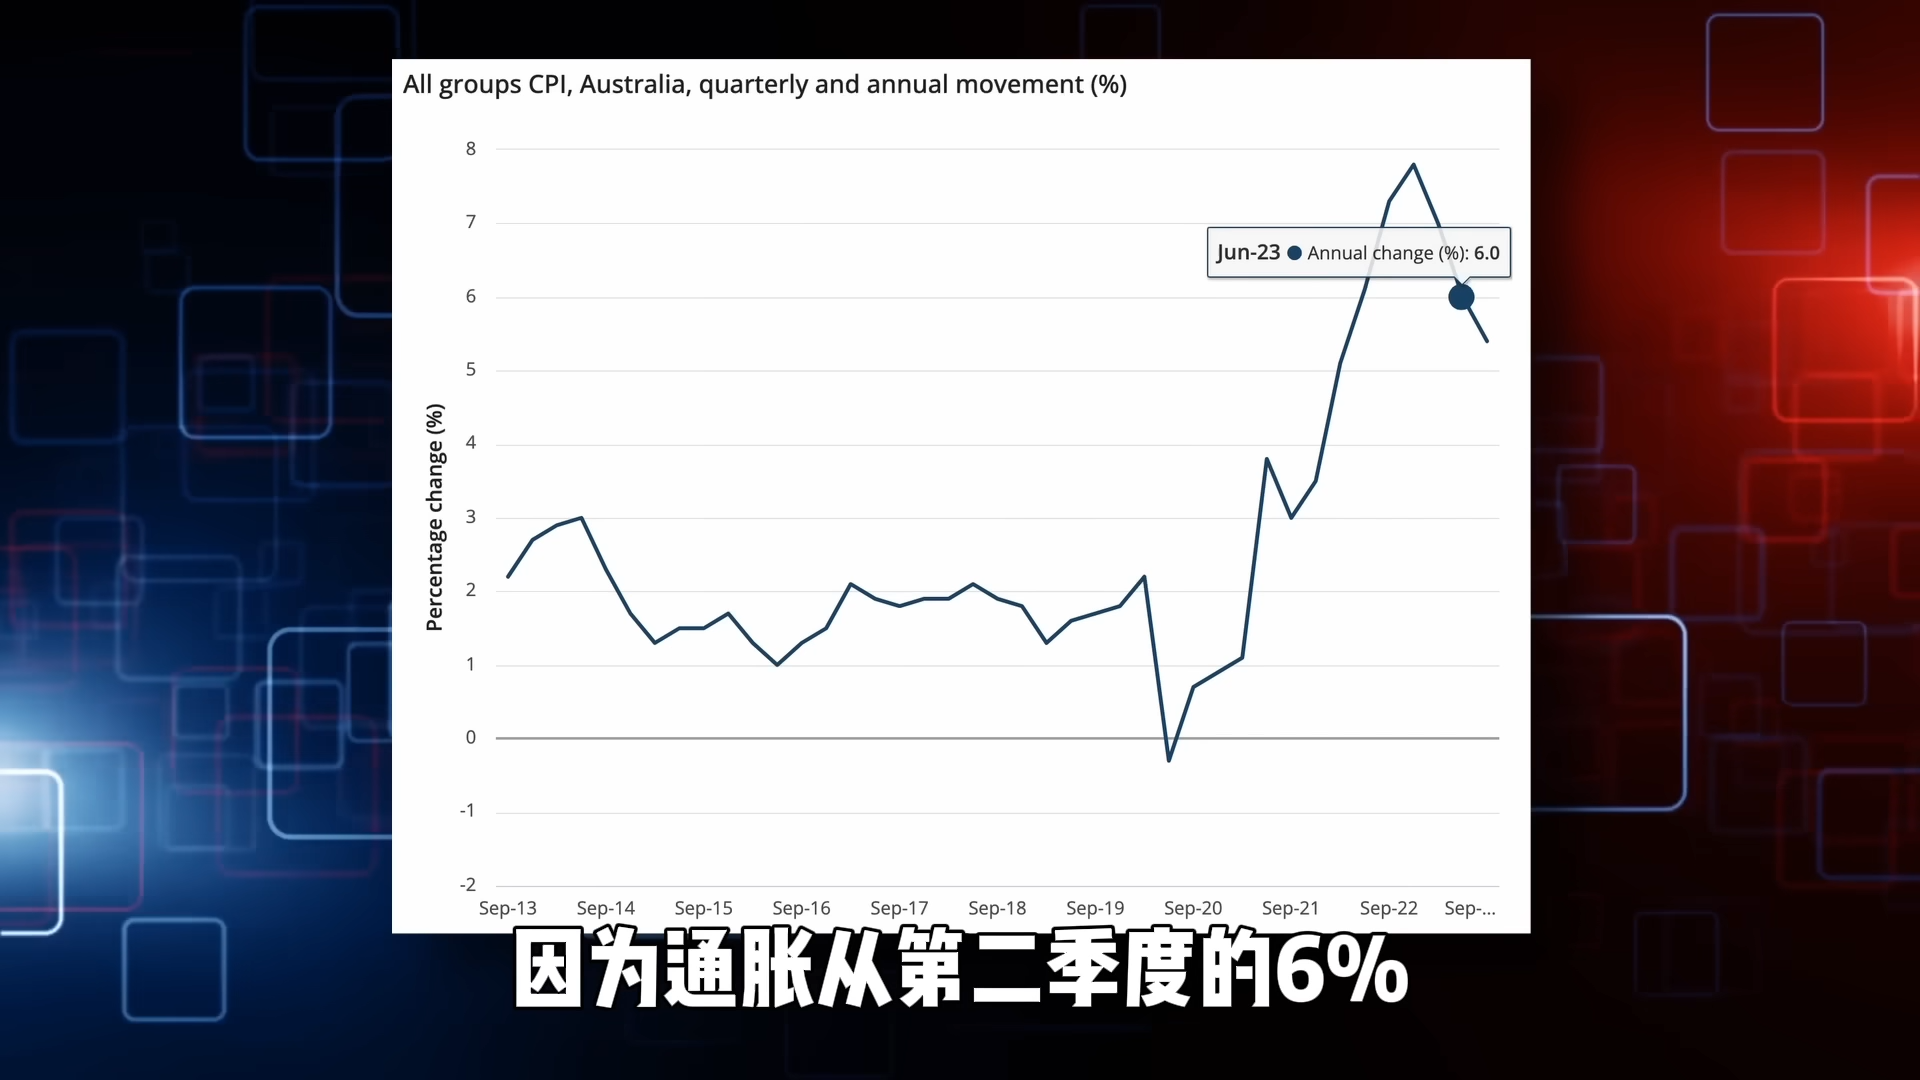 All groups CPI, Australia, quarterly and annual movement (%)
8
7
Jun-23 ● Annual change (%): 6.0
6
5
4
Percentage change (%)
3
2
1
0
-1
-2
Sep-13 Sep-14 Sep-15 Sep-16 Sep-17 Sep-18 Sep-19 Sep-20 Sep-21 Sep-22 Sep-...
因为通胀从第二季度的6%